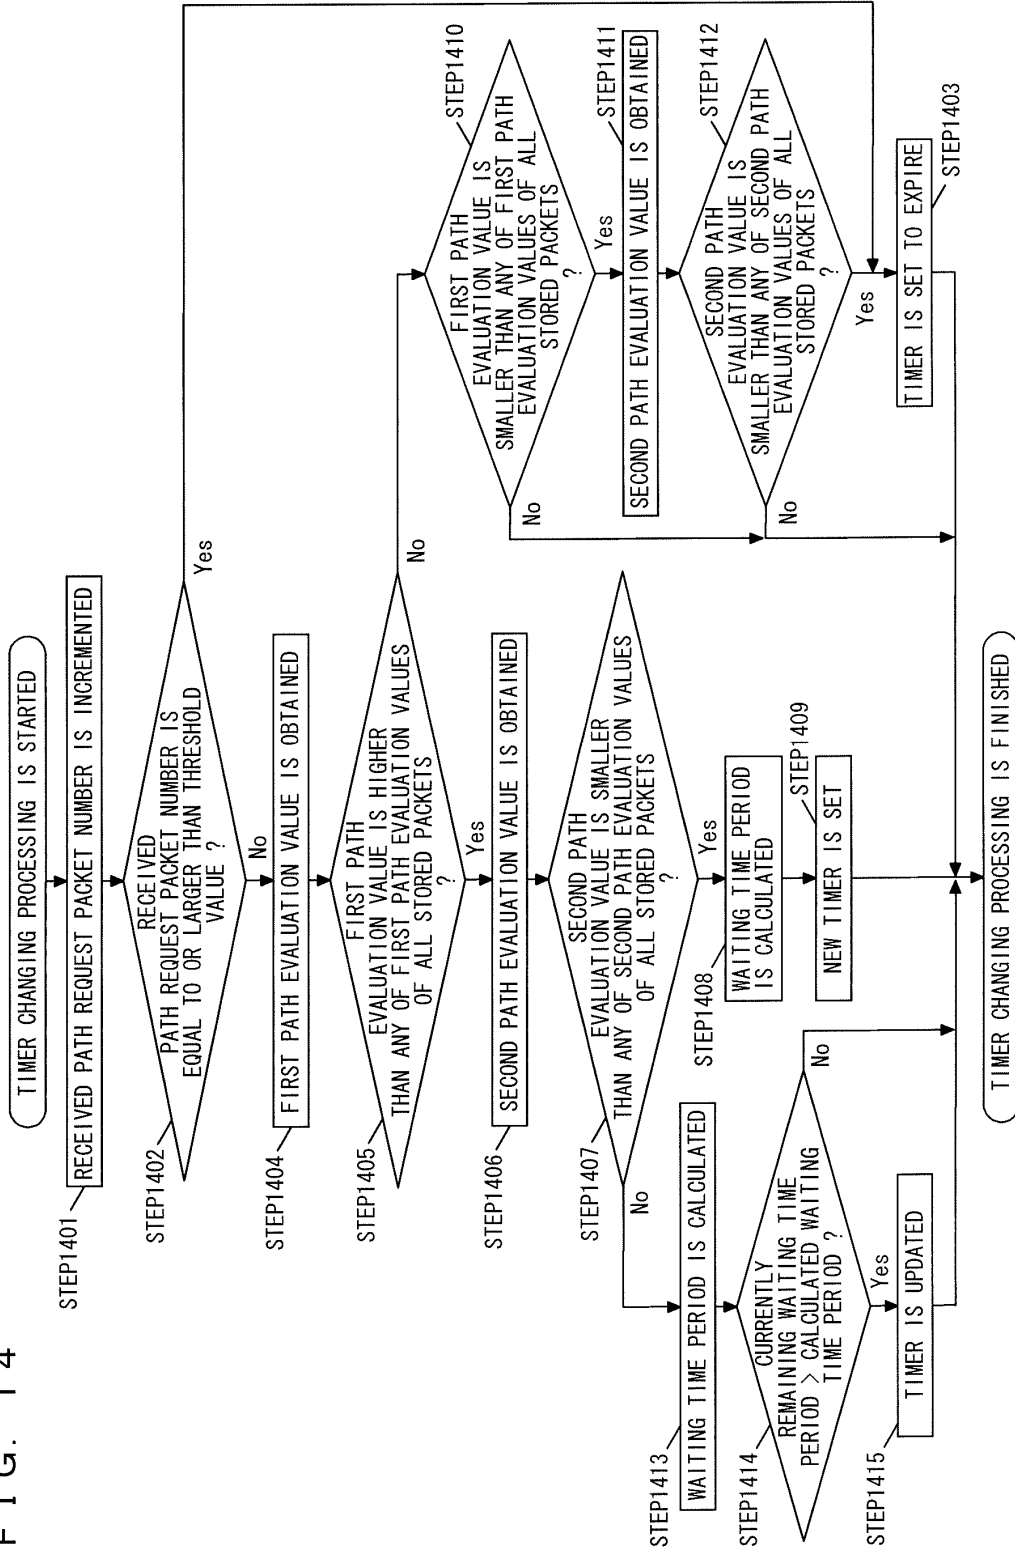 FIG. 14
TIMER CHANGING PROCESSING IS STARTED
STEP1401
RECEIVED PATH REQUEST PACKET NUMBER IS INCREMENTED
STEP1402
RECEIVED
PATH REQUEST PACKET NUMBER IS
EQUAL TO OR LARGER THAN THRESHOLD
VALUE ?
Yes
No
STEP1404
FIRST PATH EVALUATION VALUE IS OBTAINED
STEP1405
FIRST PATH
EVALUATION VALUE IS HIGHER
THAN ANY OF FIRST PATH EVALUATION VALUES
OF ALL STORED PACKETS
?
No
Yes
STEP1406
SECOND PATH EVALUATION VALUE IS OBTAINED
STEP1407
SECOND PATH
EVALUATION VALUE IS SMALLER
THAN ANY OF SECOND PATH EVALUATION VALUES
OF ALL STORED PACKETS
?
No
Yes
STEP1408
WAITING TIME PERIOD
IS CALCULATED
STEP1409
NEW TIMER IS SET
STEP1410
FIRST PATH
EVALUATION VALUE IS
SMALLER THAN ANY OF FIRST PATH
EVALUATION VALUES OF ALL
STORED PACKETS
?
No
Yes
STEP1411
SECOND PATH EVALUATION VALUE IS OBTAINED
STEP1412
SECOND PATH
EVALUATION VALUE IS
SMALLER THAN ANY OF SECOND PATH
EVALUATION VALUES OF ALL
STORED PACKETS
?
No
Yes
STEP1403
TIMER IS SET TO EXPIRE
STEP1413
WAITING TIME PERIOD IS CALCULATED
STEP1414
CURRENTLY
REMAINING WAITING TIME
PERIOD > CALCULATED WAITING
TIME PERIOD ?
No
Yes
STEP1415
TIMER IS UPDATED
TIMER CHANGING PROCESSING IS FINISHED